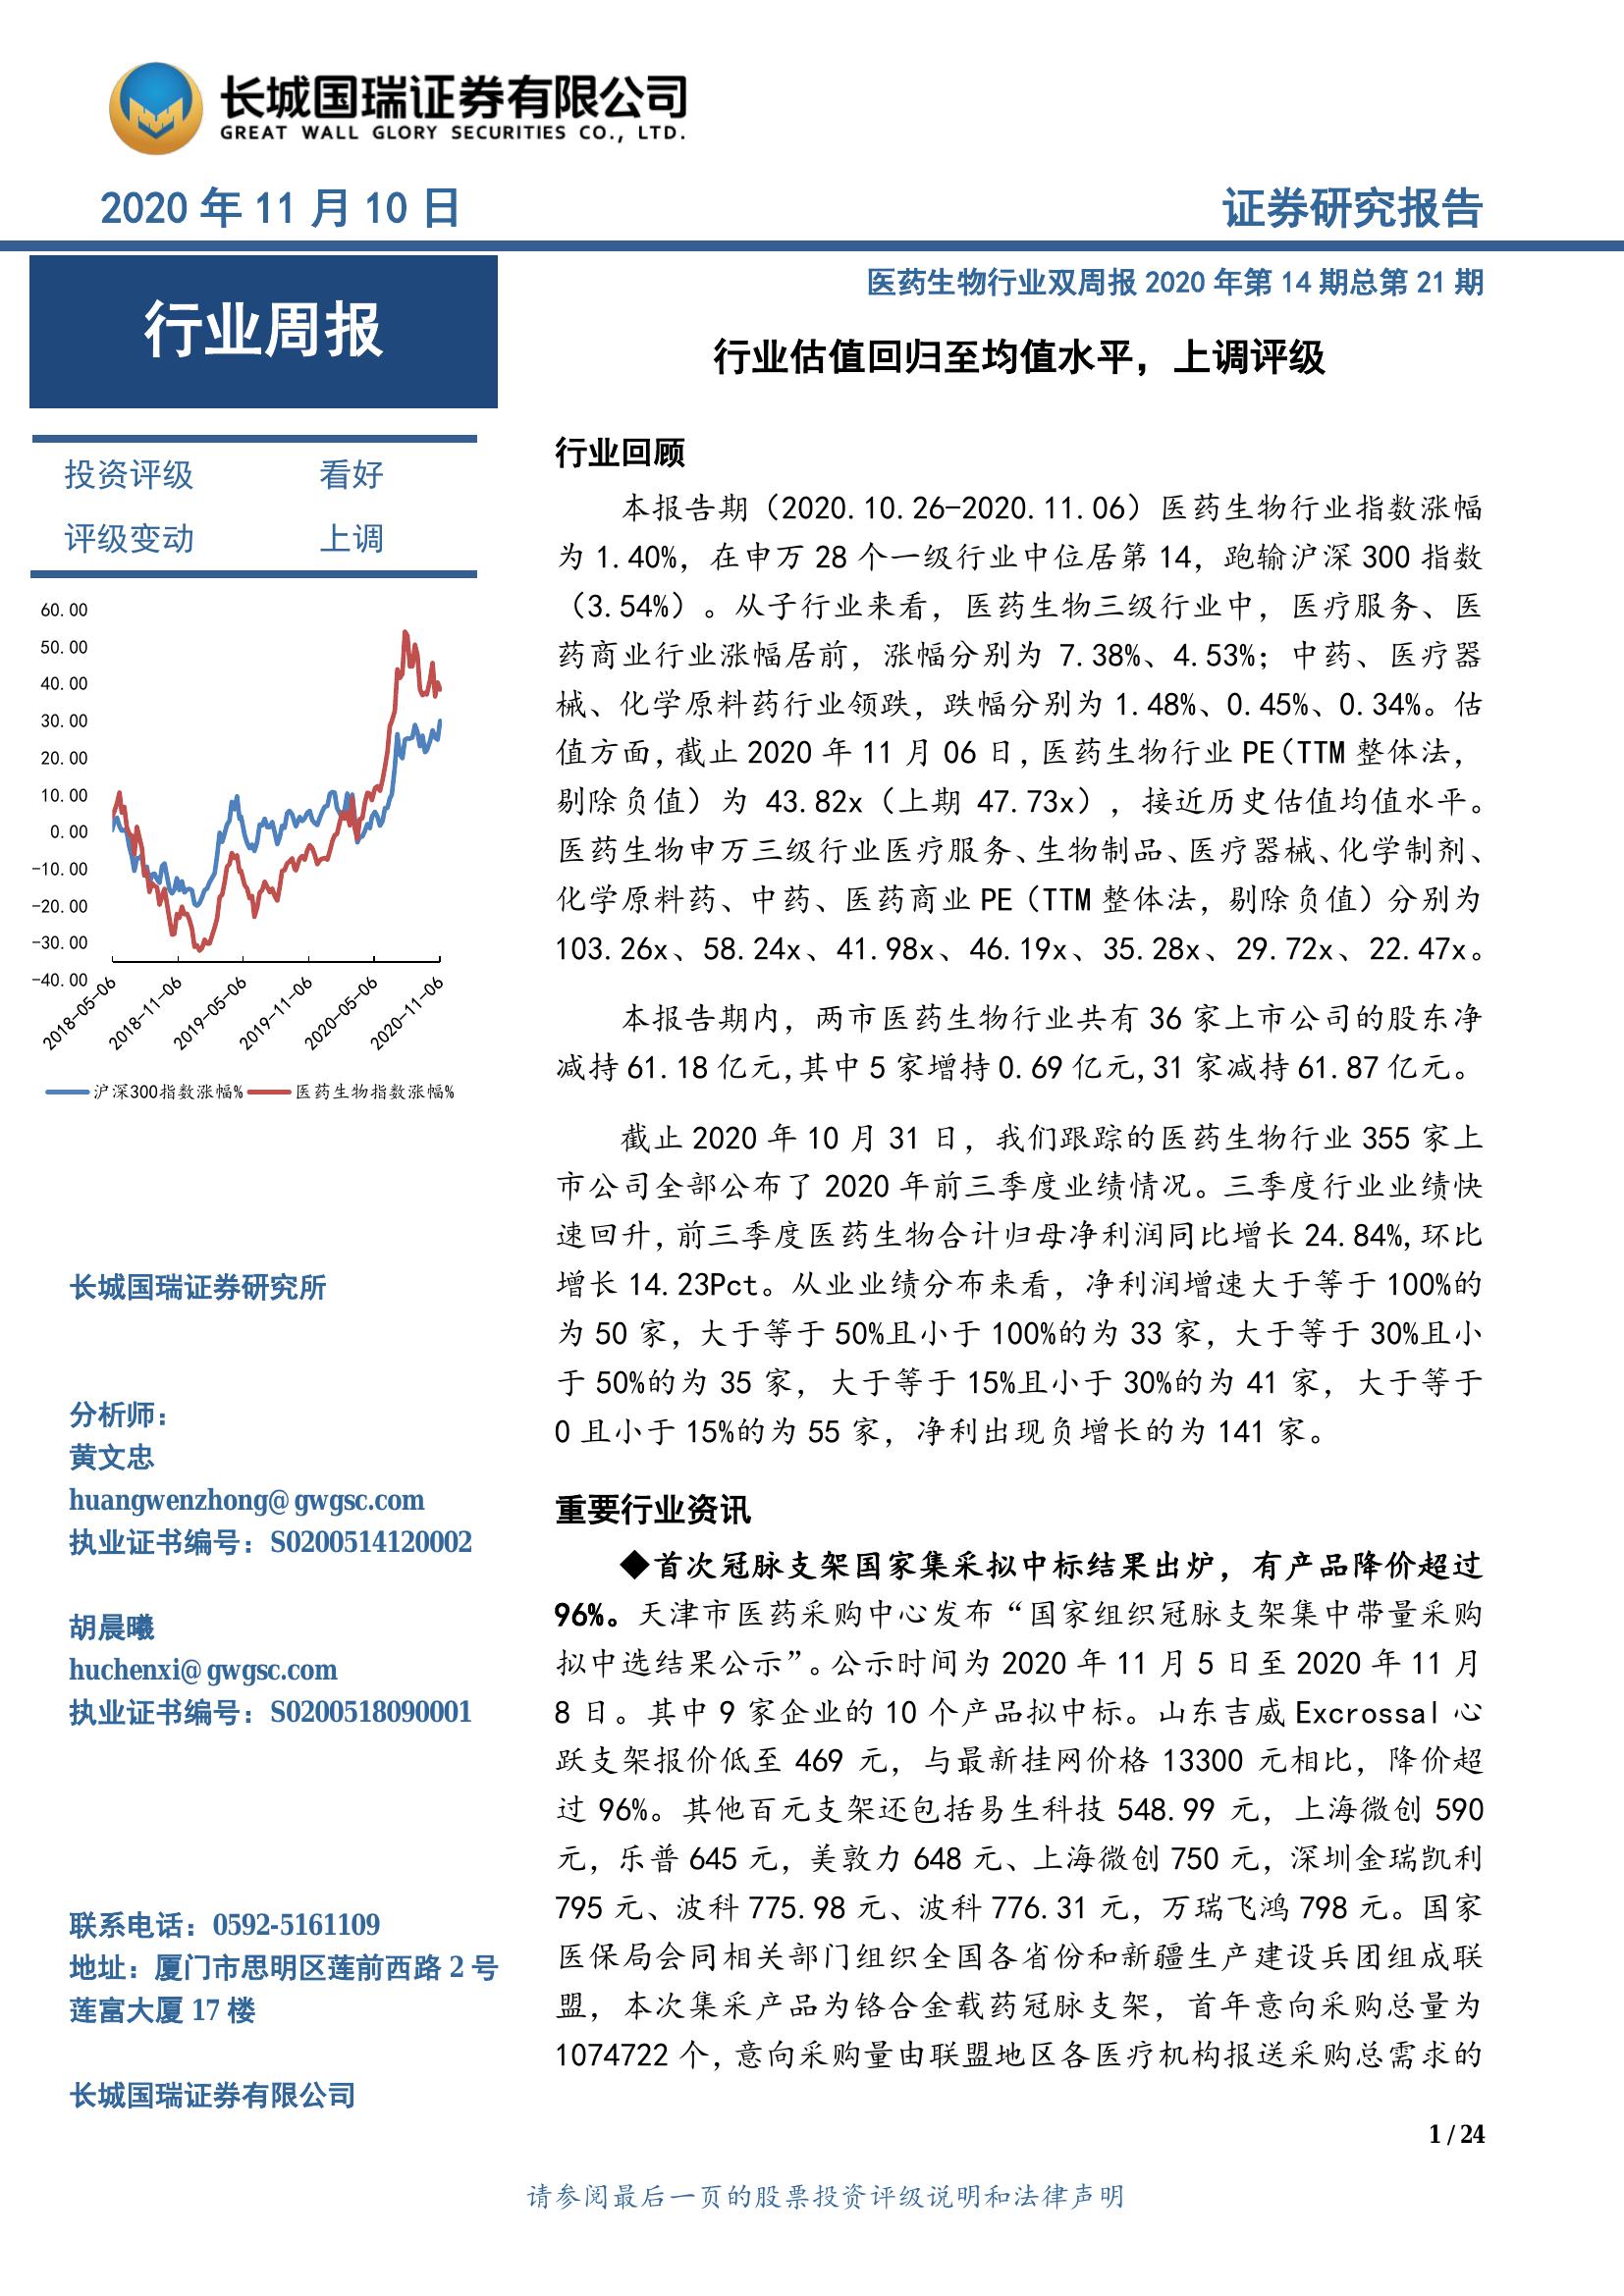 长城国瑞证券有限公司
GREAT WALL GLORY SECURITIES CO., LTD.
2020 年 11 月 10 日
证券研究报告
行业周报
投资评级 看好
评级变动 上调
60.00
50.00
40.00
30.00
20.00
10.00
0.00
-10.00
-20.00
-30.00
-40.00
2018-05-06
2018-11-06
2019-05-06
2019-11-06
2020-05-06
2020-11-06
沪深300指数涨幅% 医药生物指数涨幅%
长城国瑞证券研究所
分析师：
黄文忠
huangwenzhong@gwgsc.com
执业证书编号：S0200514120002
胡晨曦
huchenxi@gwgsc.com
执业证书编号：S0200518090001
联系电话：0592-5161109
地址：厦门市思明区莲前西路 2 号
莲富大厦 17 楼
长城国瑞证券有限公司
医药生物行业双周报 2020 年第 14 期总第 21 期
行业估值回归至均值水平，上调评级
行业回顾
本报告期（2020.10.26-2020.11.06）医药生物行业指数涨幅
为 1.40%，在申万 28 个一级行业中位居第 14，跑输沪深 300 指数
（3.54%）。从子行业来看，医药生物三级行业中，医疗服务、医
药商业行业涨幅居前，涨幅分别为 7.38%、4.53%；中药、医疗器
械、化学原料药行业领跌，跌幅分别为 1.48%、0.45%、0.34%。估
值方面，截止 2020 年 11 月 06 日，医药生物行业 PE（TTM 整体法，
剔除负值）为 43.82x（上期 47.73x），接近历史估值均值水平。
医药生物申万三级行业医疗服务、生物制品、医疗器械、化学制剂、
化学原料药、中药、医药商业 PE（TTM 整体法，剔除负值）分别为
103.26x、58.24x、41.98x、46.19x、35.28x、29.72x、22.47x。
本报告期内，两市医药生物行业共有 36 家上市公司的股东净
减持 61.18 亿元，其中 5 家增持 0.69 亿元，31 家减持 61.87 亿元。
截止 2020 年 10 月 31 日，我们跟踪的医药生物行业 355 家上
市公司全部公布了 2020 年前三季度业绩情况。三季度行业业绩快
速回升，前三季度医药生物合计归母净利润同比增长 24.84%，环比
增长 14.23Pct。从业业绩分布来看，净利润增速大于等于 100%的
为 50 家，大于等于 50%且小于 100%的为 33 家，大于等于 30%且小
于 50%的为 35 家，大于等于 15%且小于 30%的为 41 家，大于等于
0 且小于 15%的为 55 家，净利出现负增长的为 141 家。
重要行业资讯
◆首次冠脉支架国家集采拟中标结果出炉，有产品降价超过
96%。天津市医药采购中心发布“国家组织冠脉支架集中带量采购
拟中选结果公示”。公示时间为 2020 年 11 月 5 日至 2020 年 11 月
8 日。其中 9 家企业的 10 个产品拟中标。山东吉威 Excrossal 心
跃支架报价低至 469 元，与最新挂网价格 13300 元相比，降价超
过 96%。其他百元支架还包括易生科技 548.99 元，上海微创 590
元，乐普 645 元，美敦力 648 元、上海微创 750 元，深圳金瑞凯利
795 元、波科 775.98 元、波科 776.31 元，万瑞飞鸿 798 元。国家
医保局会同相关部门组织全国各省份和新疆生产建设兵团组成联
盟，本次集采产品为铬合金载药冠脉支架，首年意向采购总量为
1074722 个，意向采购量由联盟地区各医疗机构报送采购总需求的
1 / 24
请参阅最后一页的股票投资评级说明和法律声明